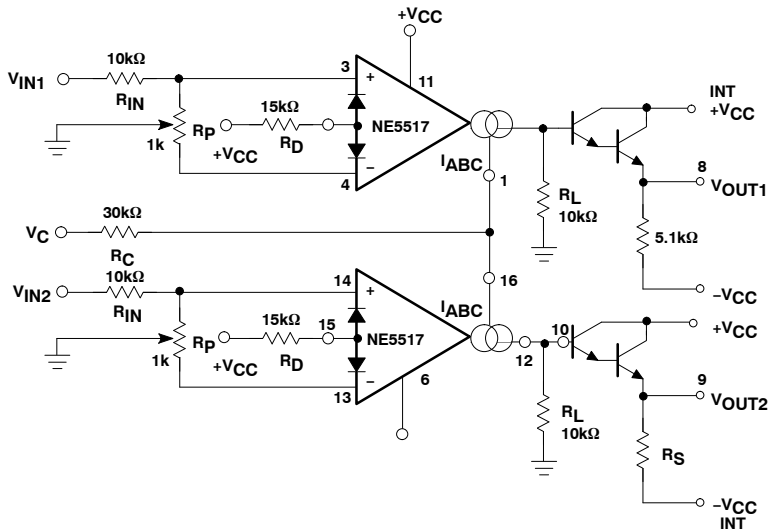 +VCC
10kΩ
VIN1
3
+
11
INT
+VCC
RIN
RP
15kΩ
NE5517
1k
+VCC
RD
–
4
IABC
1
RL
10kΩ
8
VOUT1
5.1kΩ
VC
30kΩ
RC
–VCC
10kΩ
VIN2
14
+
IABC
16
+VCC
RIN
RP
15kΩ
15
NE5517
10
1k
+VCC
RD
–
13
6
12
RL
10kΩ
9
VOUT2
RS
–VCC
INT